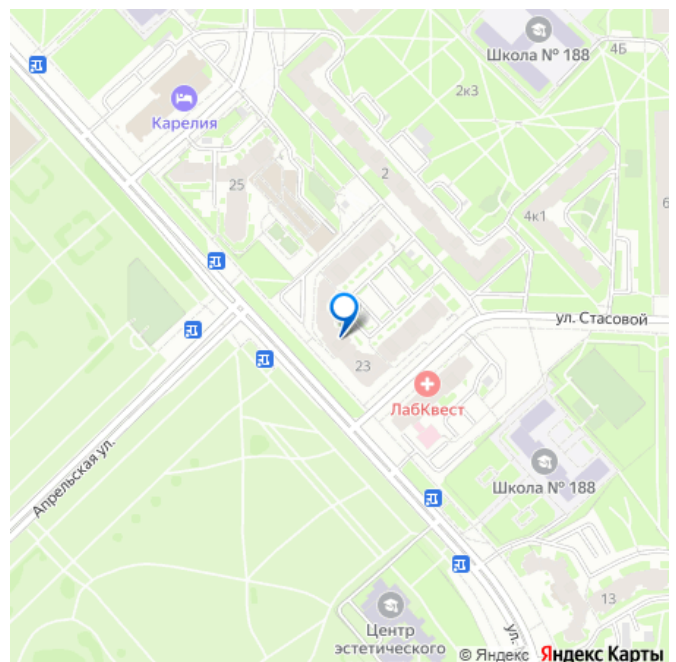 Школа № 188
4Б
2к3
Карелия
2
25
4к1
6
ул. Стасовой
23
ЛабКвест
Апрельская ул.
Школа № 188
13
Центр
эстетического
ул.
© Яндекс Яндекс Карты